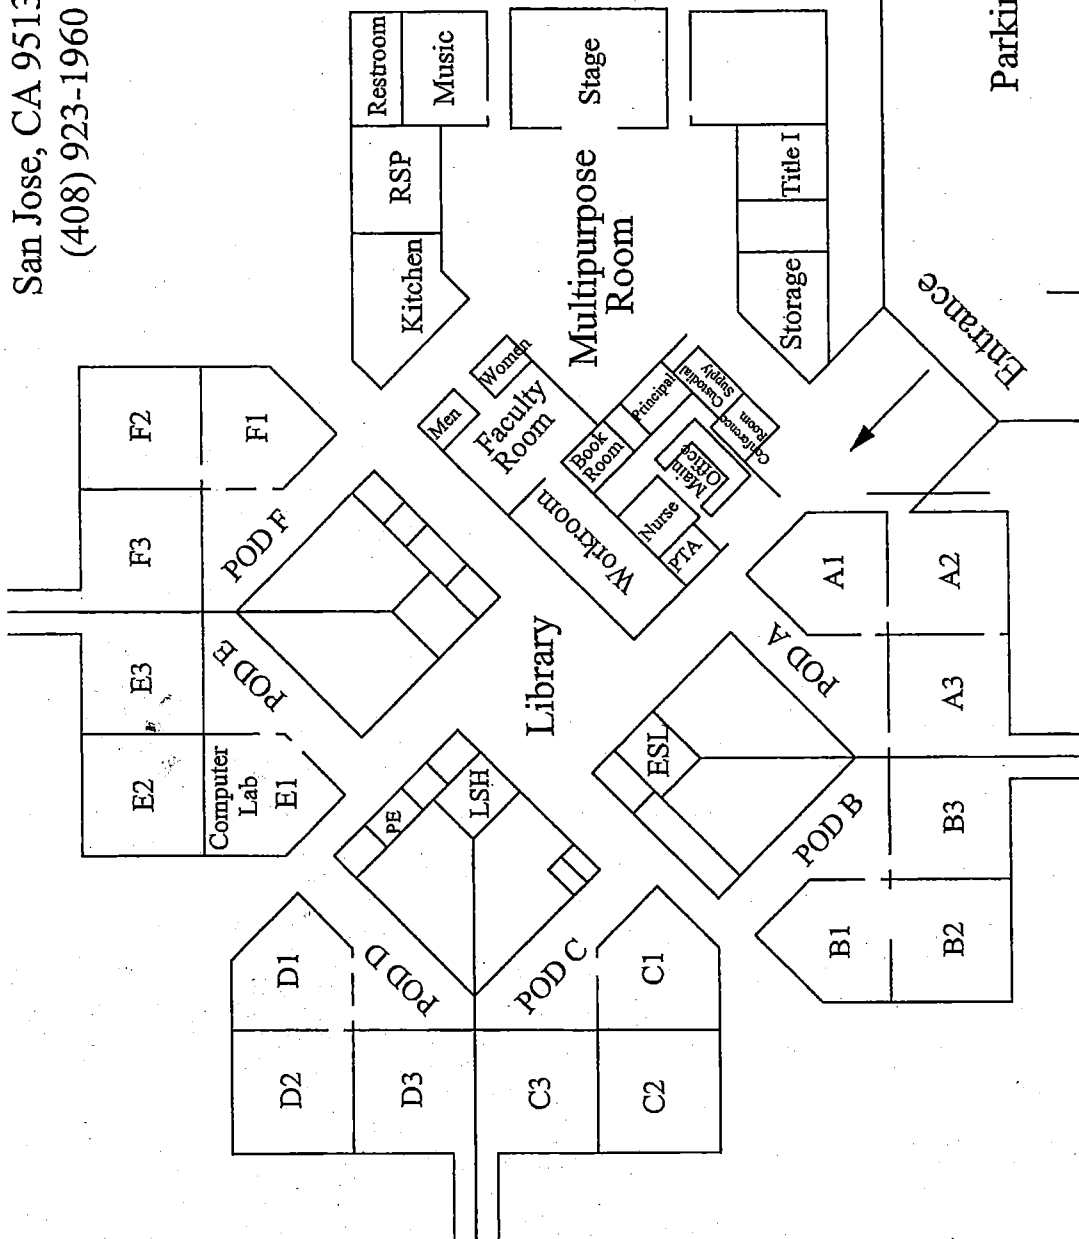 San Jose, CA 9513
(408) 923-1960
Restroom
Music
Stage
Parki
RSP
Title I
Kitchen
Multipurpose
Room
Storage
Entrance
Women
Men
Faculty
Room
Book
Room
Principal
Custodial
Supply
Conference
Room
Main
Office
Nurse
PTA
Workroom
Library
F2
F1
F3
POD F
E3
POD E
E2
Computer
Lab
E1
PE
LSH
ESL
A1
A2
POD A
A3
POD B
B3
B1
B2
D1
POD D
POD C
C1
D2
D3
C3
C2